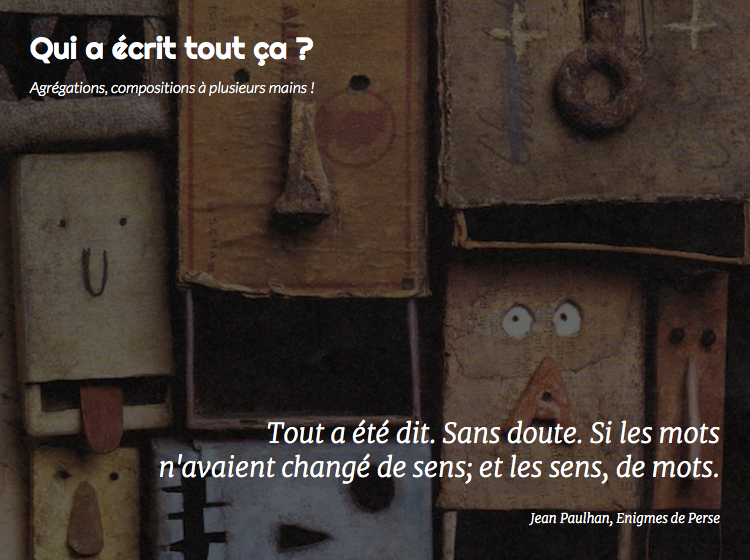 Qui a écrit tout ça ?
Agrégations, compositions à plusieurs mains !
Tout a été dit. Sans doute. Si les mots
n'avaient changé de sens; et les sens, de mots.
Jean Paulhan, Enigmes de Perse